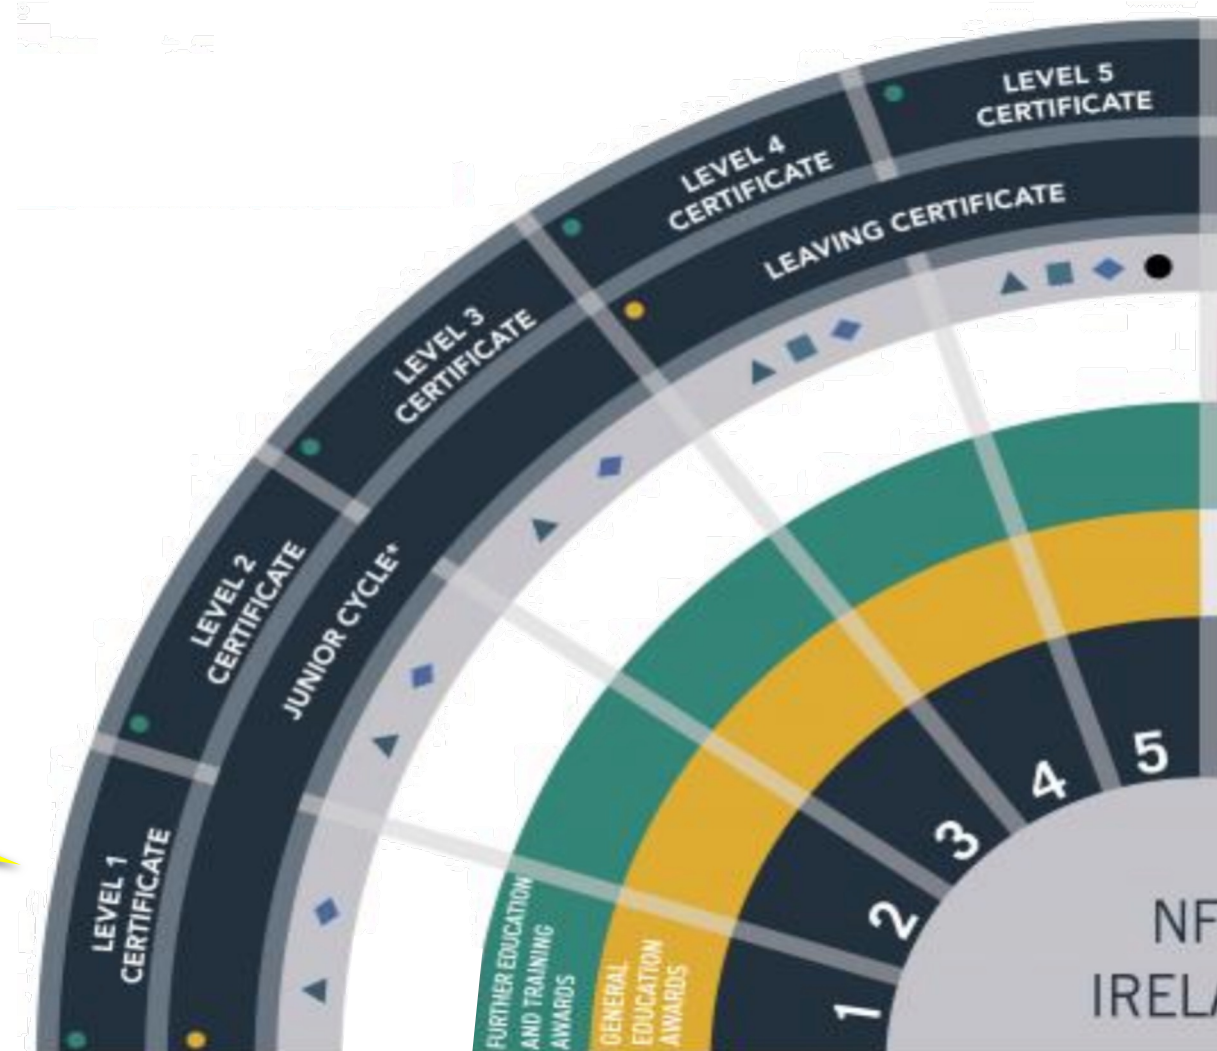 LEVEL 5
CERTIFICATE
LEVEL 4
CERTIFICATE
LEAVING CERTIFICATE
LEVEL 3
CERTIFICATE
LEVEL 2
CERTIFICATE
JUNIOR CYCLE*
LEVEL 1
CERTIFICATE
FURTHER EDUCATION
AND TRAINING
AWARDS
GENERAL
EDUCATION
AWARDS
1
2
3
4
5
NF
IRELA